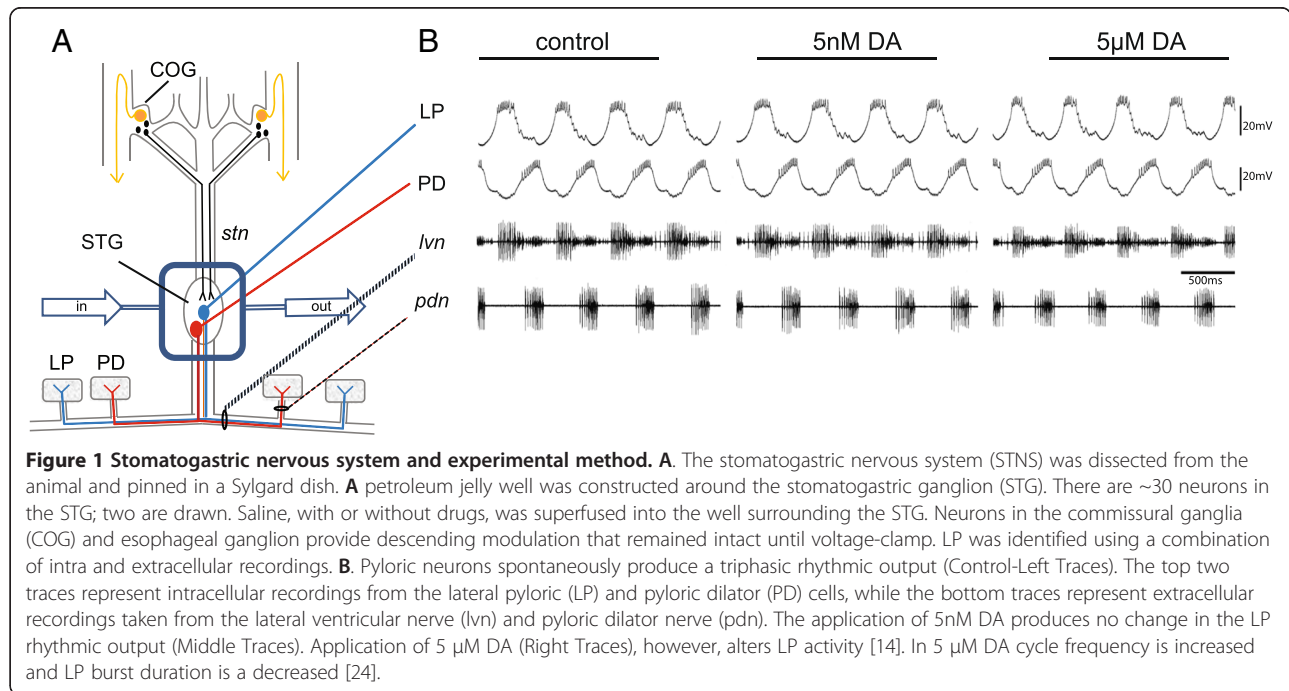 A
B
control
5nM DA
5µM DA
COG
LP
20mV
PD
20mV
stn
lvn
STG
pdn
500ms
in
out
LP
PD
Figure 1 Stomatogastric nervous system and experimental method. A. The stomatogastric nervous system (STNS) was dissected from the
animal and pinned in a Sylgard dish. A petroleum jelly well was constructed around the stomatogastric ganglion (STG). There are ~30 neurons in
the STG; two are drawn. Saline, with or without drugs, was superfused into the well surrounding the STG. Neurons in the commissural ganglia
(COG) and esophageal ganglion provide descending modulation that remained intact until voltage-clamp. LP was identified using a combination
of intra and extracellular recordings. B. Pyloric neurons spontaneously produce a triphasic rhythmic output (Control-Left Traces). The top two
traces represent intracellular recordings from the lateral pyloric (LP) and pyloric dilator (PD) cells, while the bottom traces represent extracellular
recordings taken from the lateral ventricular nerve (lvn) and pyloric dilator nerve (pdn). The application of 5nM DA produces no change in the LP
rhythmic output (Middle Traces). Application of 5 μM DA (Right Traces), however, alters LP activity [14]. In 5 μM DA cycle frequency is increased
and LP burst duration is a decreased [24].